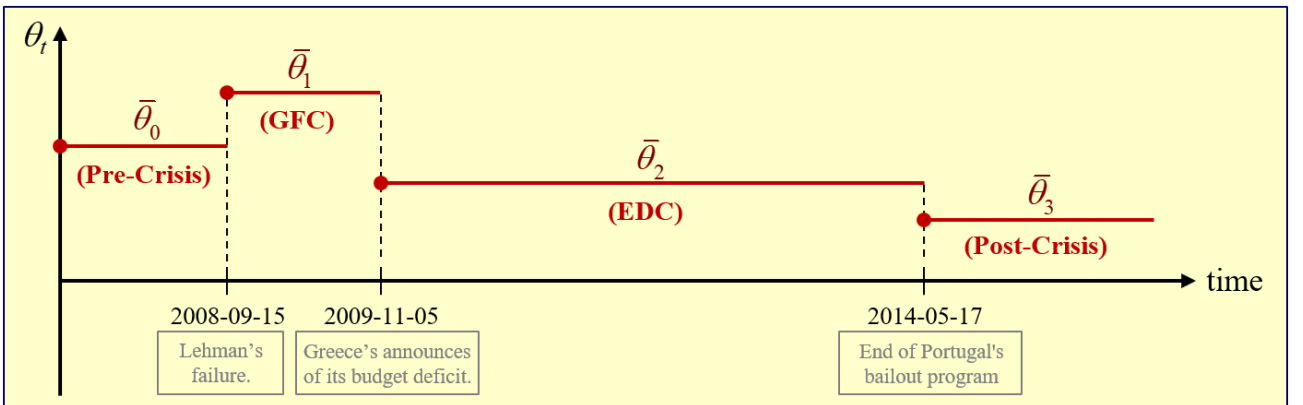 θₜ
θ̅₁
(GFC)
θ̅₀
(Pre-Crisis)
θ̅₂
(EDC)
θ̅₃
(Post-Crisis)
time
2008-09-15
2009-11-05
2014-05-17
Lehman's
failure.
Greece's announces
of its budget deficit.
End of Portugal's
bailout program